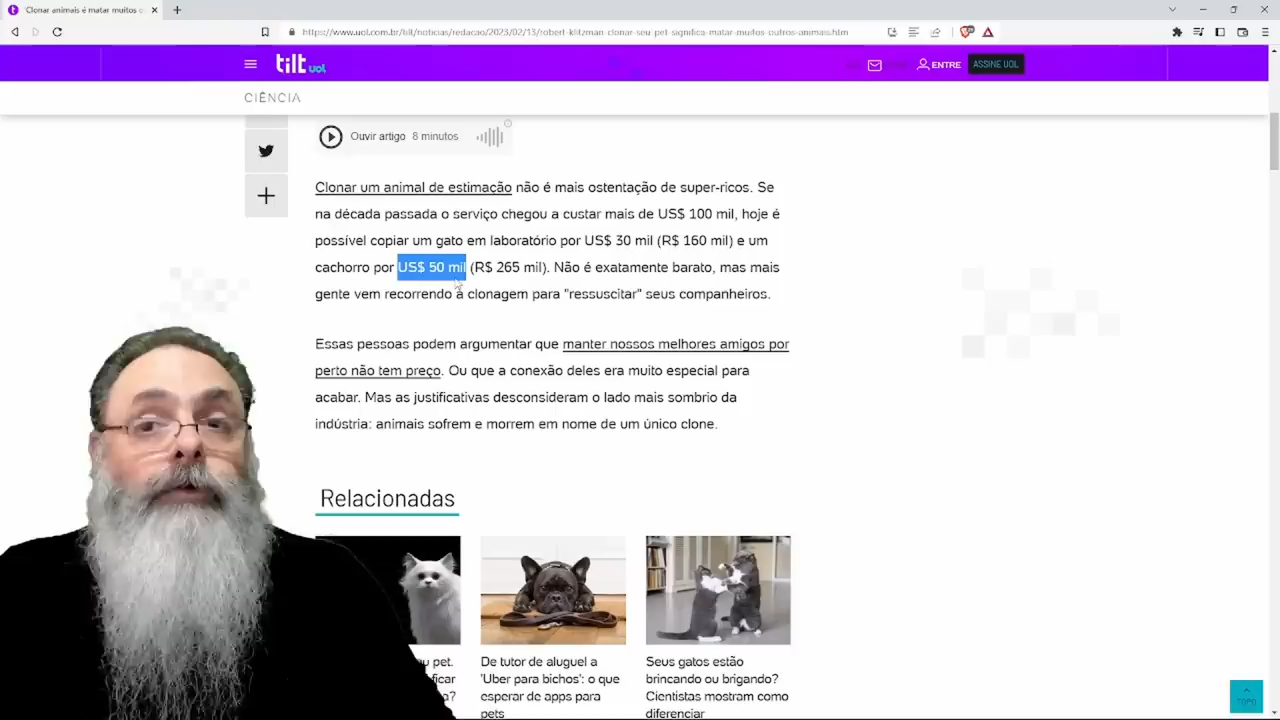 'Clonar animais é matar muitos o
https://www.uol.com.br/tilt/noticias/redacao/2023/02/13/robert-klitzman-clonar-seu-pet-significa-matar-muitos-outros-animais.htm
tilt uol
ENTRE
ASSINE UOL
CIÊNCIA
Ouvir artigo 8 minutos
Clonar um animal de estimação não é mais ostentação de super-ricos. Se
na década passada o serviço chegou a custar mais de US$ 100 mil, hoje é
possível copiar um gato em laboratório por US$ 30 mil (R$ 160 mil) e um
cachorro por US$ 50 mil (R$ 265 mil). Não é exatamente barato, mas mais
gente vem recorrendo à clonagem para "ressuscitar" seus companheiros.
Essas pessoas podem argumentar que manter nossos melhores amigos por
perto não tem preço. Ou que a conexão deles era muito especial para
acabar. Mas as justificativas desconsideram o lado mais sombrio da
indústria: animais sofrem e morrem em nome de um único clone.
Relacionadas
u pet.
ficar
a?
De tutor de aluguel a
'Uber para bichos': o que
esperar de apps para
pets
Seus gatos estão
brincando ou brigando?
Cientistas mostram como
diferenciar
TOPO